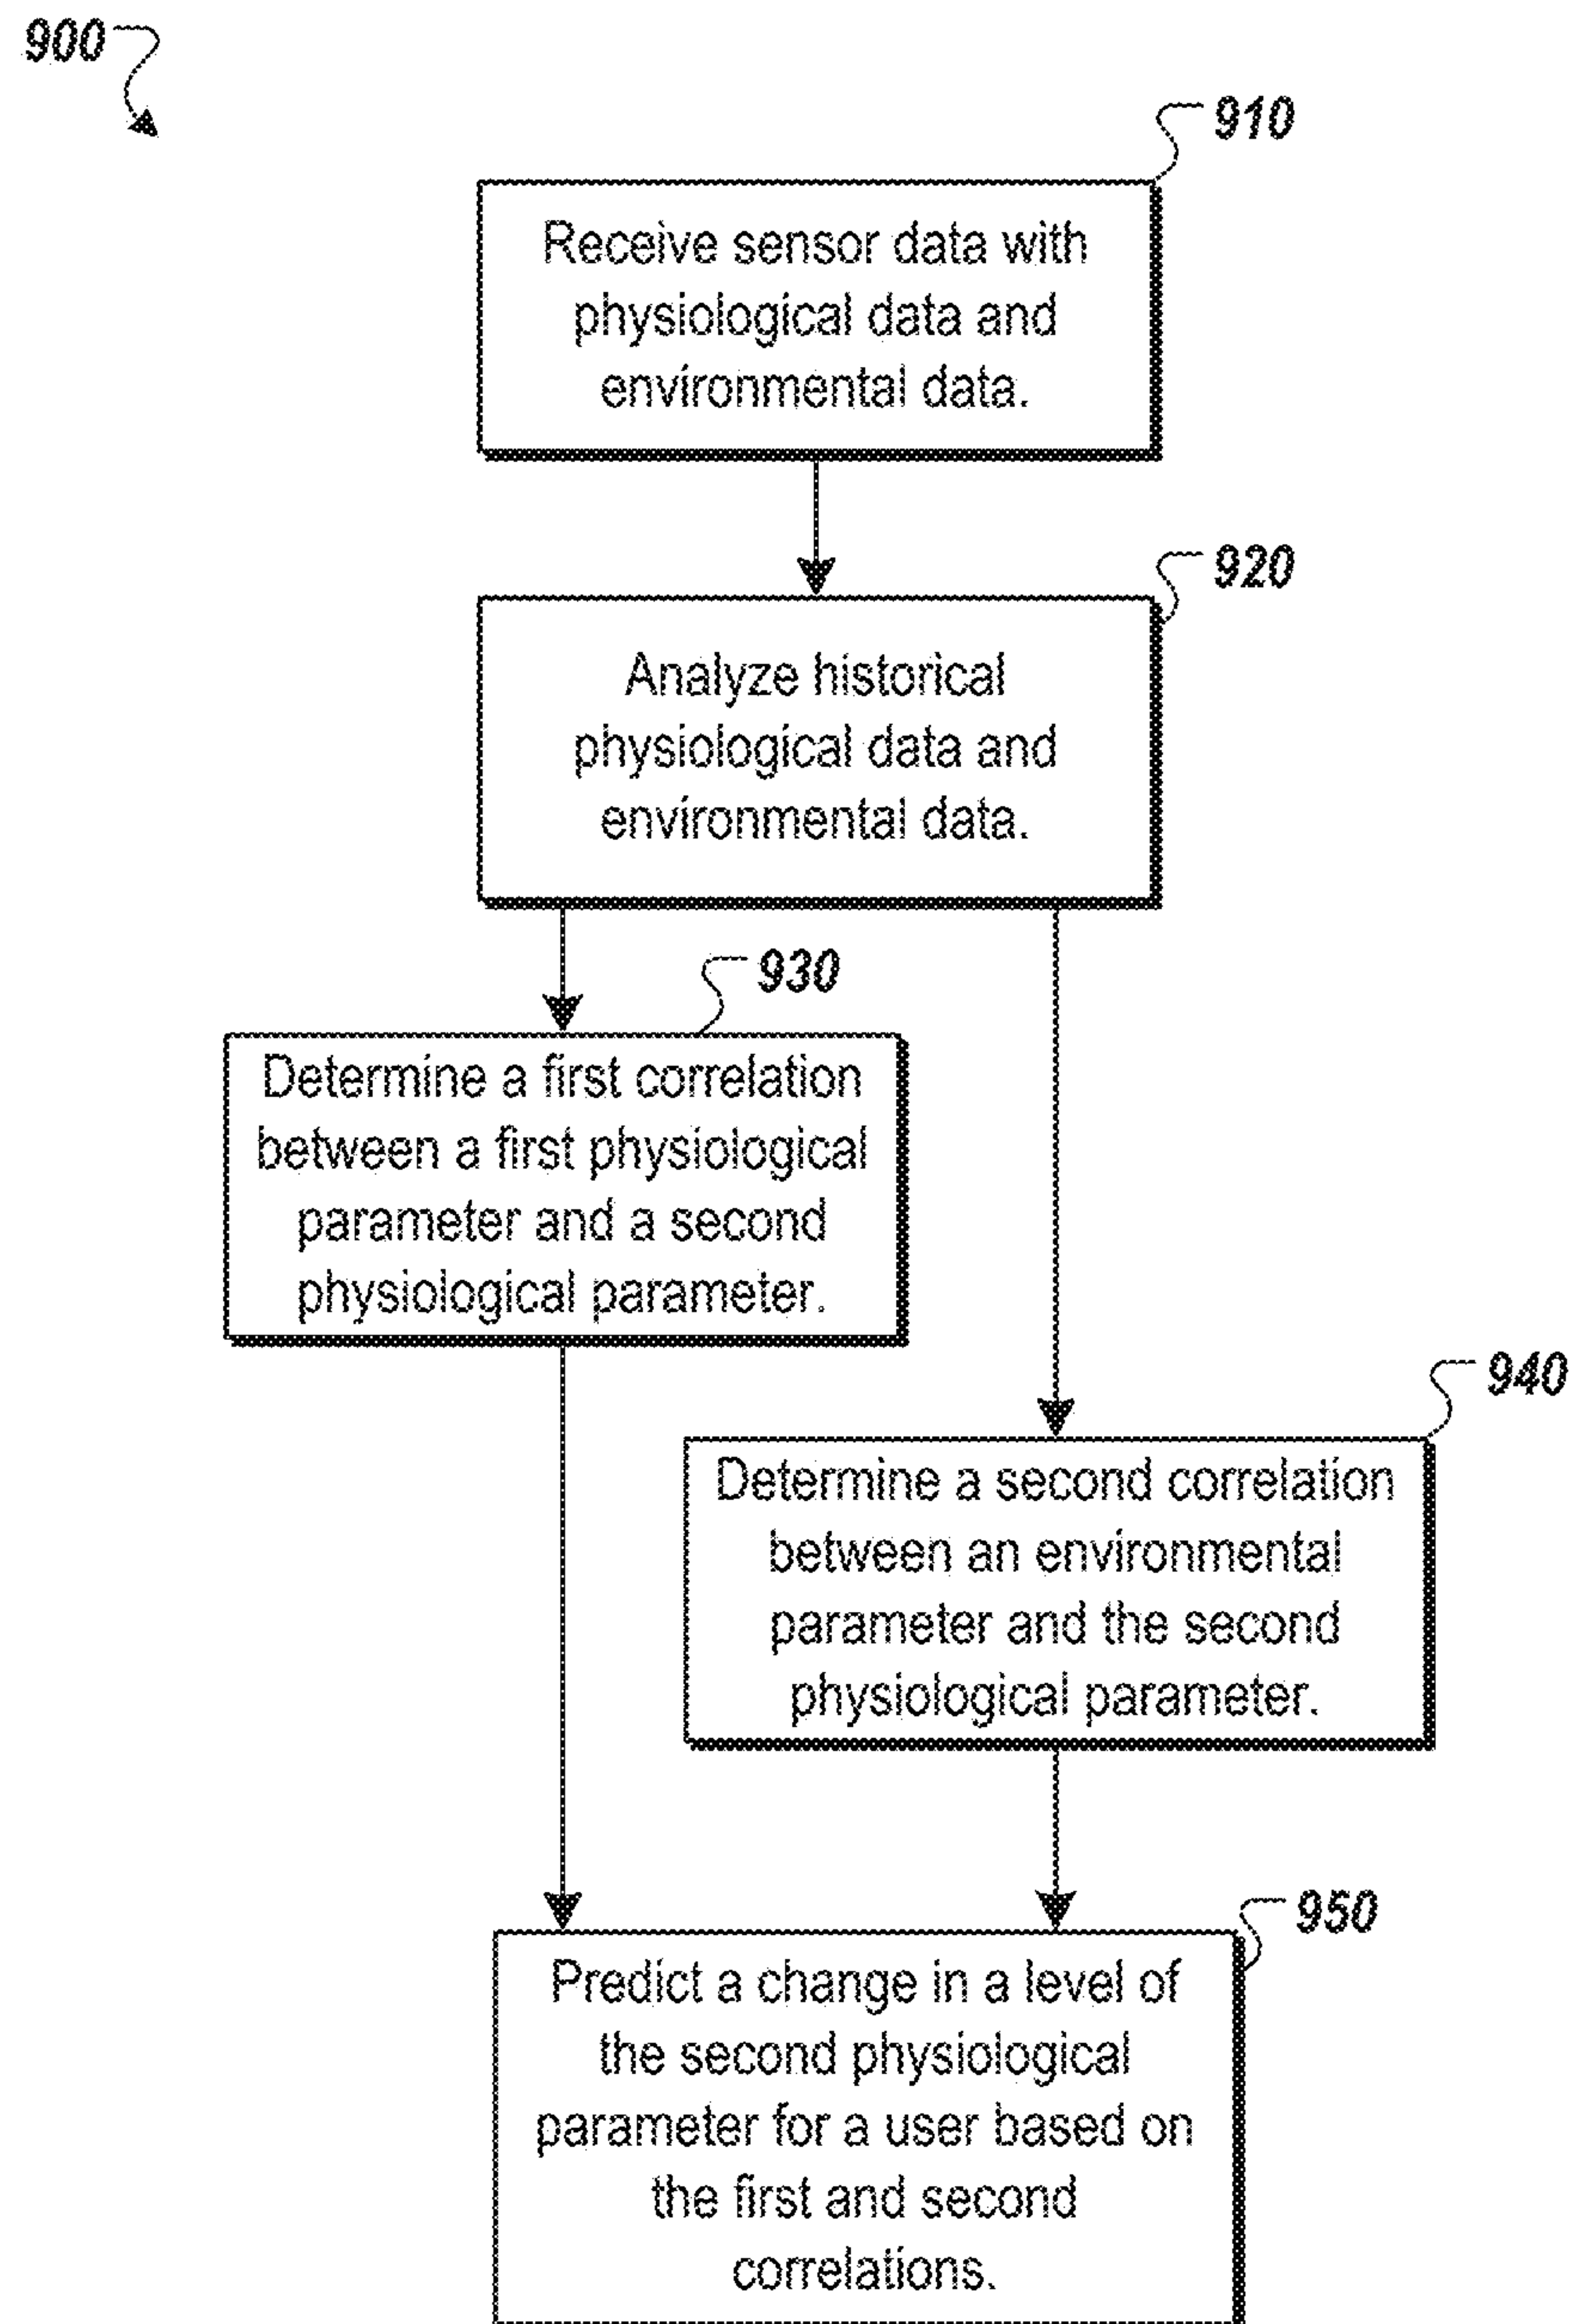 900
910
Receive sensor data with
physiological data and
environmental data.
920
Analyze historical
physiological data and
environmental data.
930
Determine a first correlation
between a first physiological
parameter and a second
physiological parameter.
940
Determine a second correlation
between an environmental
parameter and the second
physiological parameter.
950
Predict a change in a level of
the second physiological
parameter for a user based on
the first and second
correlations.